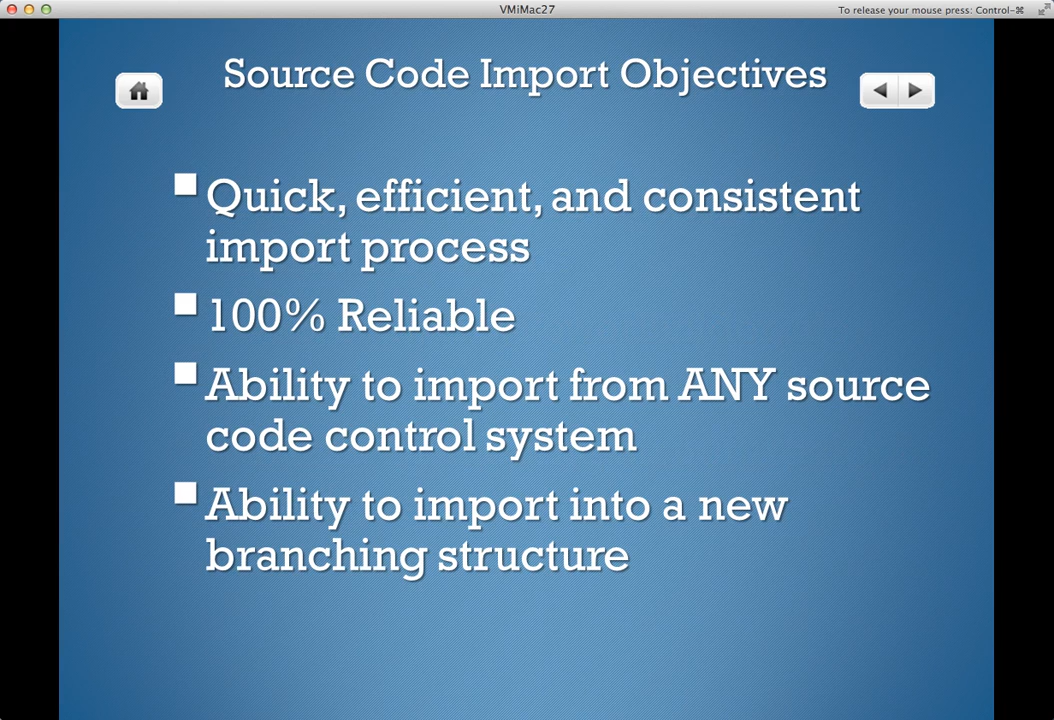 VMiMac27
To release your mouse press: Control-⌘
Source Code Import Objectives
Quick, efficient, and consistent
import process
100% Reliable
Ability to import from ANY source
code control system
Ability to import into a new
branching structure